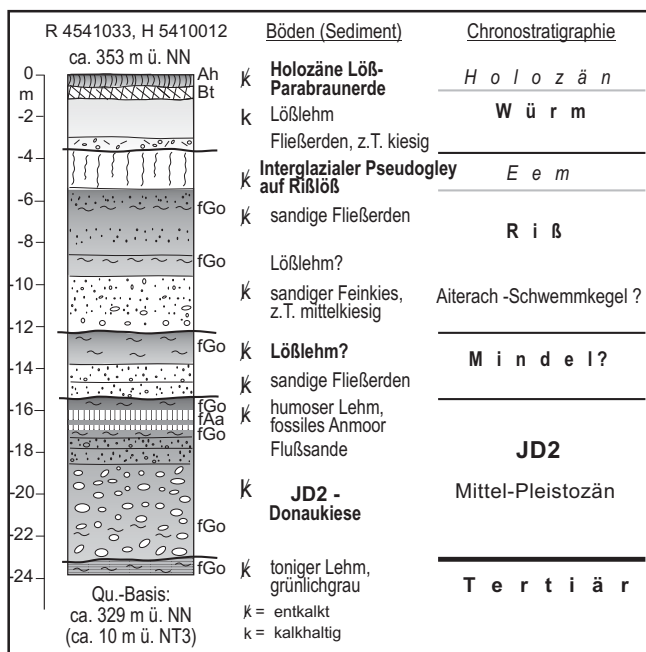 R 4541033, H 5410012
Böden (Sediment)
Chronostratigraphie
ca. 353 m ü. NN
0
m
-2
-4
-6
-8
-10
-12
-14
-16
-18
-20
-22
-24
Ah
Bt
fGo
fGo
fGo
fGo
fAa
fGo
fGo
fGo
Qu.-Basis:
ca. 329 m ü. NN
(ca. 10 m ü. NT3)
ꝁ Holozäne Löß-
Parabraunerde
k Lößlehm
Fließerden, z.T. kiesig
ꝁ Interglazialer Pseudogley
auf Rißlöß
ꝁ sandige Fließerden
Lößlehm?
ꝁ sandiger Feinkies,
z.T. mittelkiesig
ꝁ Lößlehm?
ꝁ sandige Fließerden
ꝁ humoser Lehm,
fossiles Anmoor
Flußsande
ꝁ JD2 -
Donaukiese
ꝁ toniger Lehm,
grünlichgrau
ꝁ = entkalkt
k = kalkhaltig
Holozän
Würm
Eem
Riß
Aiterach -Schwemmkegel ?
Mindel?
JD2
Mittel-Pleistozän
Tertiär